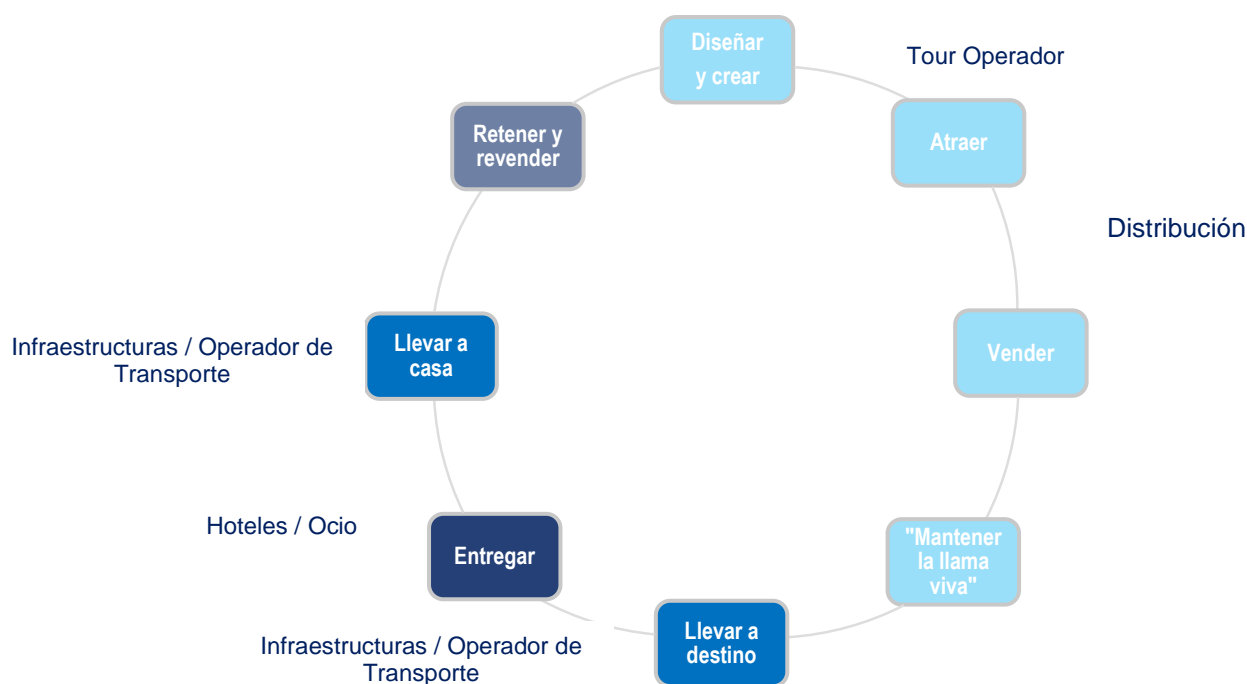 Diseñar
y crear
Tour Operador
Atraer
Distribución
Vender
"Mantener
la llama
viva"
Llevar a
destino
Infraestructuras / Operador de
Transporte
Entregar
Hoteles / Ocio
Llevar a
casa
Infraestructuras / Operador de
Transporte
Retener y
revender